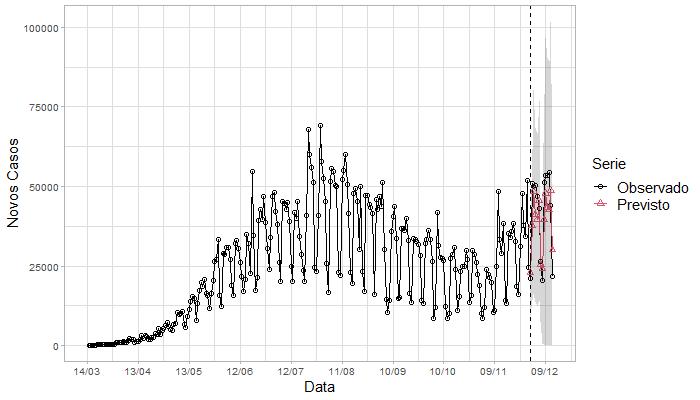 Novos Casos
100000
75000
50000
25000
0
14/03 13/04 13/05 12/06 12/07 11/08 10/09 10/10 09/11 09/12
Data
Serie
Observado
Previsto